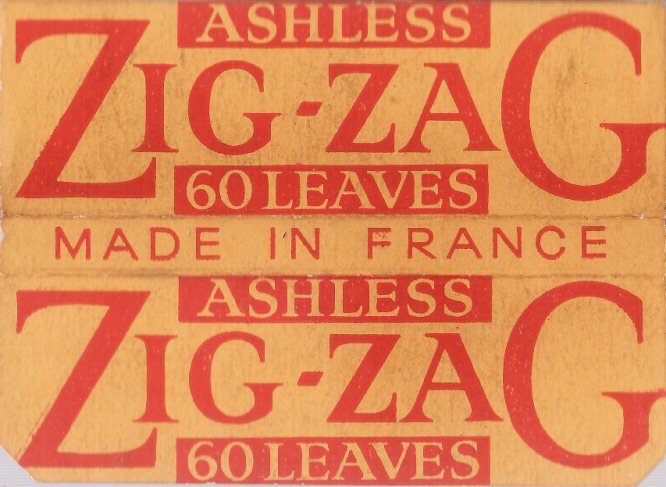 ASHLESS
ZIG-ZAG
60 LEAVES
MADE IN FRANCE
ASHLESS
ZIG-ZAG
60 LEAVES